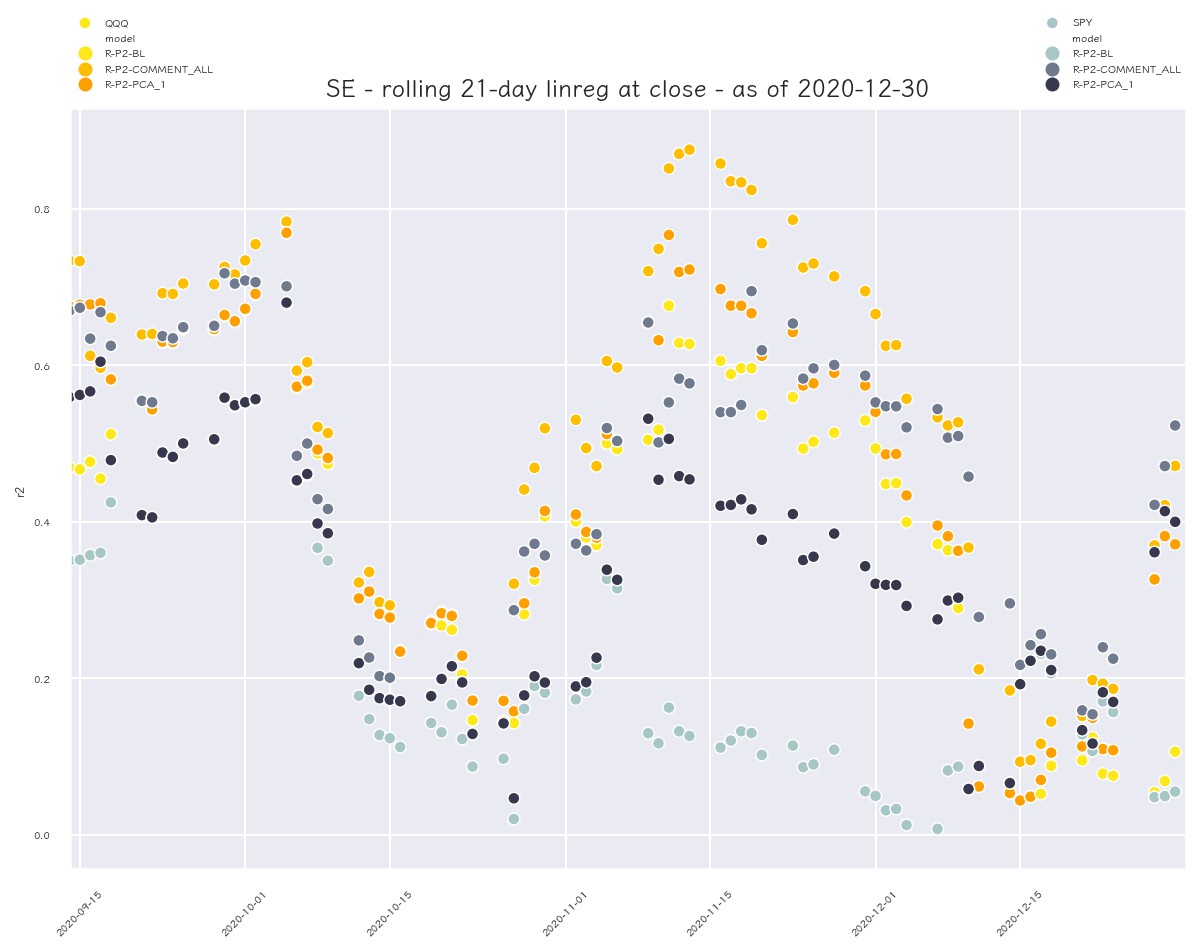 QQQ
model
R-P2-BL
R-P2-COMMENT_ALL
R-P2-PCA_1
SPY
model
R-P2-BL
R-P2-COMMENT_ALL
R-P2-PCA_1
SE - rolling 21-day linreg at close - as of 2020-12-30
0.8
0.6
r2
0.4
0.2
0.0
2020-09-15
2020-10-01
2020-10-15
2020-11-01
2020-11-15
2020-12-01
2020-12-15